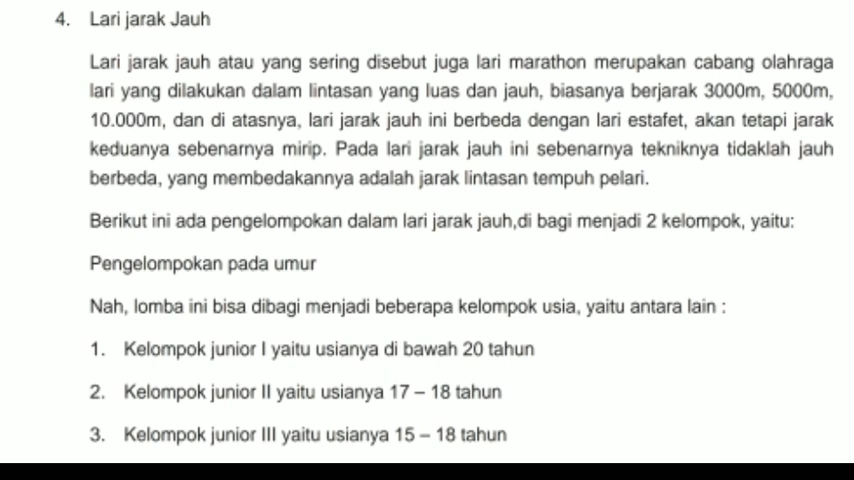 4. Lari jarak Jauh
Lari jarak jauh atau yang sering disebut juga lari marathon merupakan cabang olahraga
lari yang dilakukan dalam lintasan yang luas dan jauh, biasanya berjarak 3000m, 5000m,
10.000m, dan di atasnya, lari jarak jauh ini berbeda dengan lari estafet, akan tetapi jarak
keduanya sebenarnya mirip. Pada lari jarak jauh ini sebenarnya tekniknya tidaklah jauh
berbeda, yang membedakannya adalah jarak lintasan tempuh pelari.
Berikut ini ada pengelompokan dalam lari jarak jauh,di bagi menjadi 2 kelompok, yaitu:
Pengelompokan pada umur
Nah, lomba ini bisa dibagi menjadi beberapa kelompok usia, yaitu antara lain :
1. Kelompok junior I yaitu usianya di bawah 20 tahun
2. Kelompok junior II yaitu usianya 17 – 18 tahun
3. Kelompok junior III yaitu usianya 15 – 18 tahun